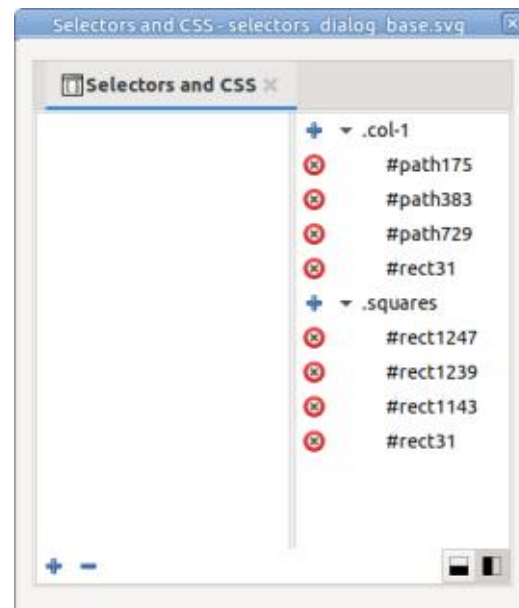 Selectors and CSS - selectors_dialog_base.svg
Selectors and CSS
.col-1
#path175
#path383
#path729
#rect31
.squares
#rect1247
#rect1239
#rect1143
#rect31